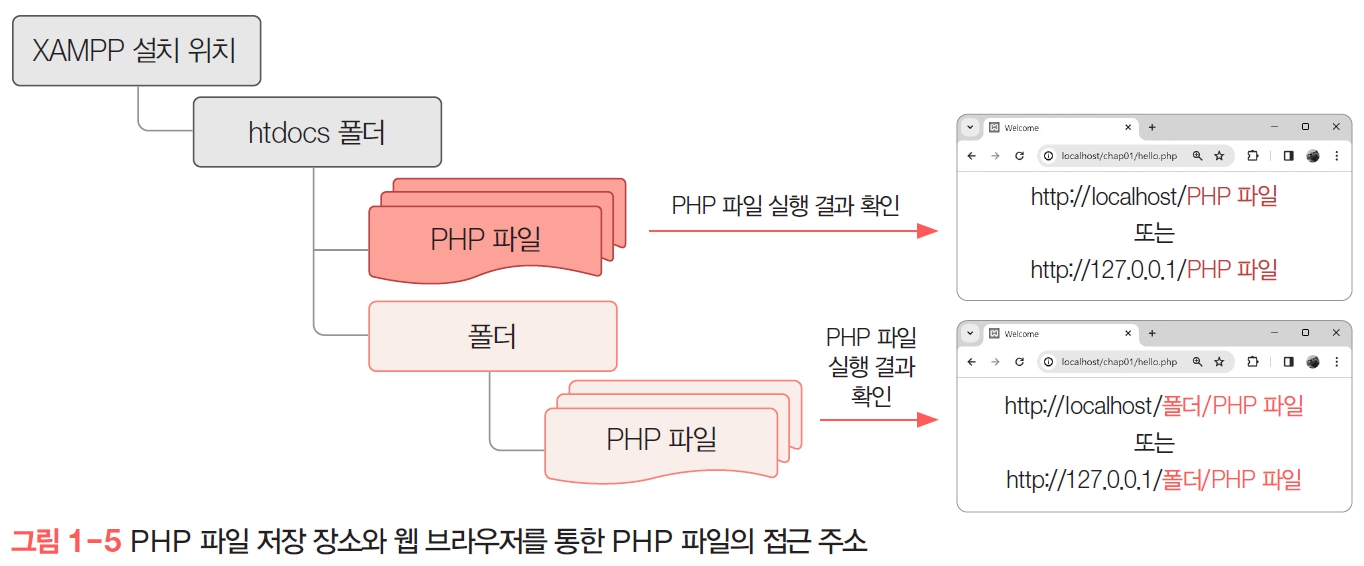 XAMPP 설치 위치
htdocs 폴더
PHP 파일
PHP 파일 실행 결과 확인
Welcome
localhost/chap01/hello.php
http://localhost/PHP 파일
또는
http://127.0.0.1/PHP 파일
폴더
PHP 파일
PHP 파일
실행 결과
확인
Welcome
localhost/chap01/hello.php
http://localhost/폴더/PHP 파일
또는
http://127.0.0.1/폴더/PHP 파일
그림 1-5 PHP 파일 저장 장소와 웹 브라우저를 통한 PHP 파일의 접근 주소